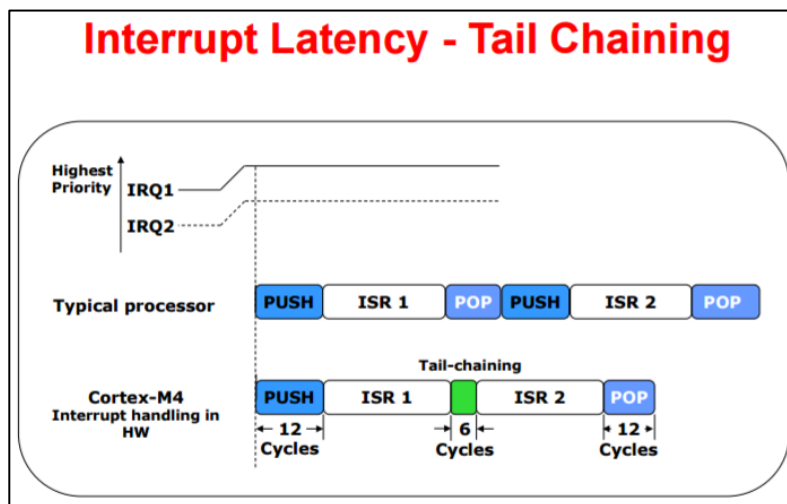 Interrupt Latency - Tail Chaining
Highest
Priority
IRQ1
IRQ2
Typical processor
PUSH ISR 1 POP PUSH ISR 2 POP
Tail-chaining
Cortex-M4
Interrupt handling in
HW
PUSH ISR 1 ISR 2 POP
12 6 12
Cycles Cycles Cycles